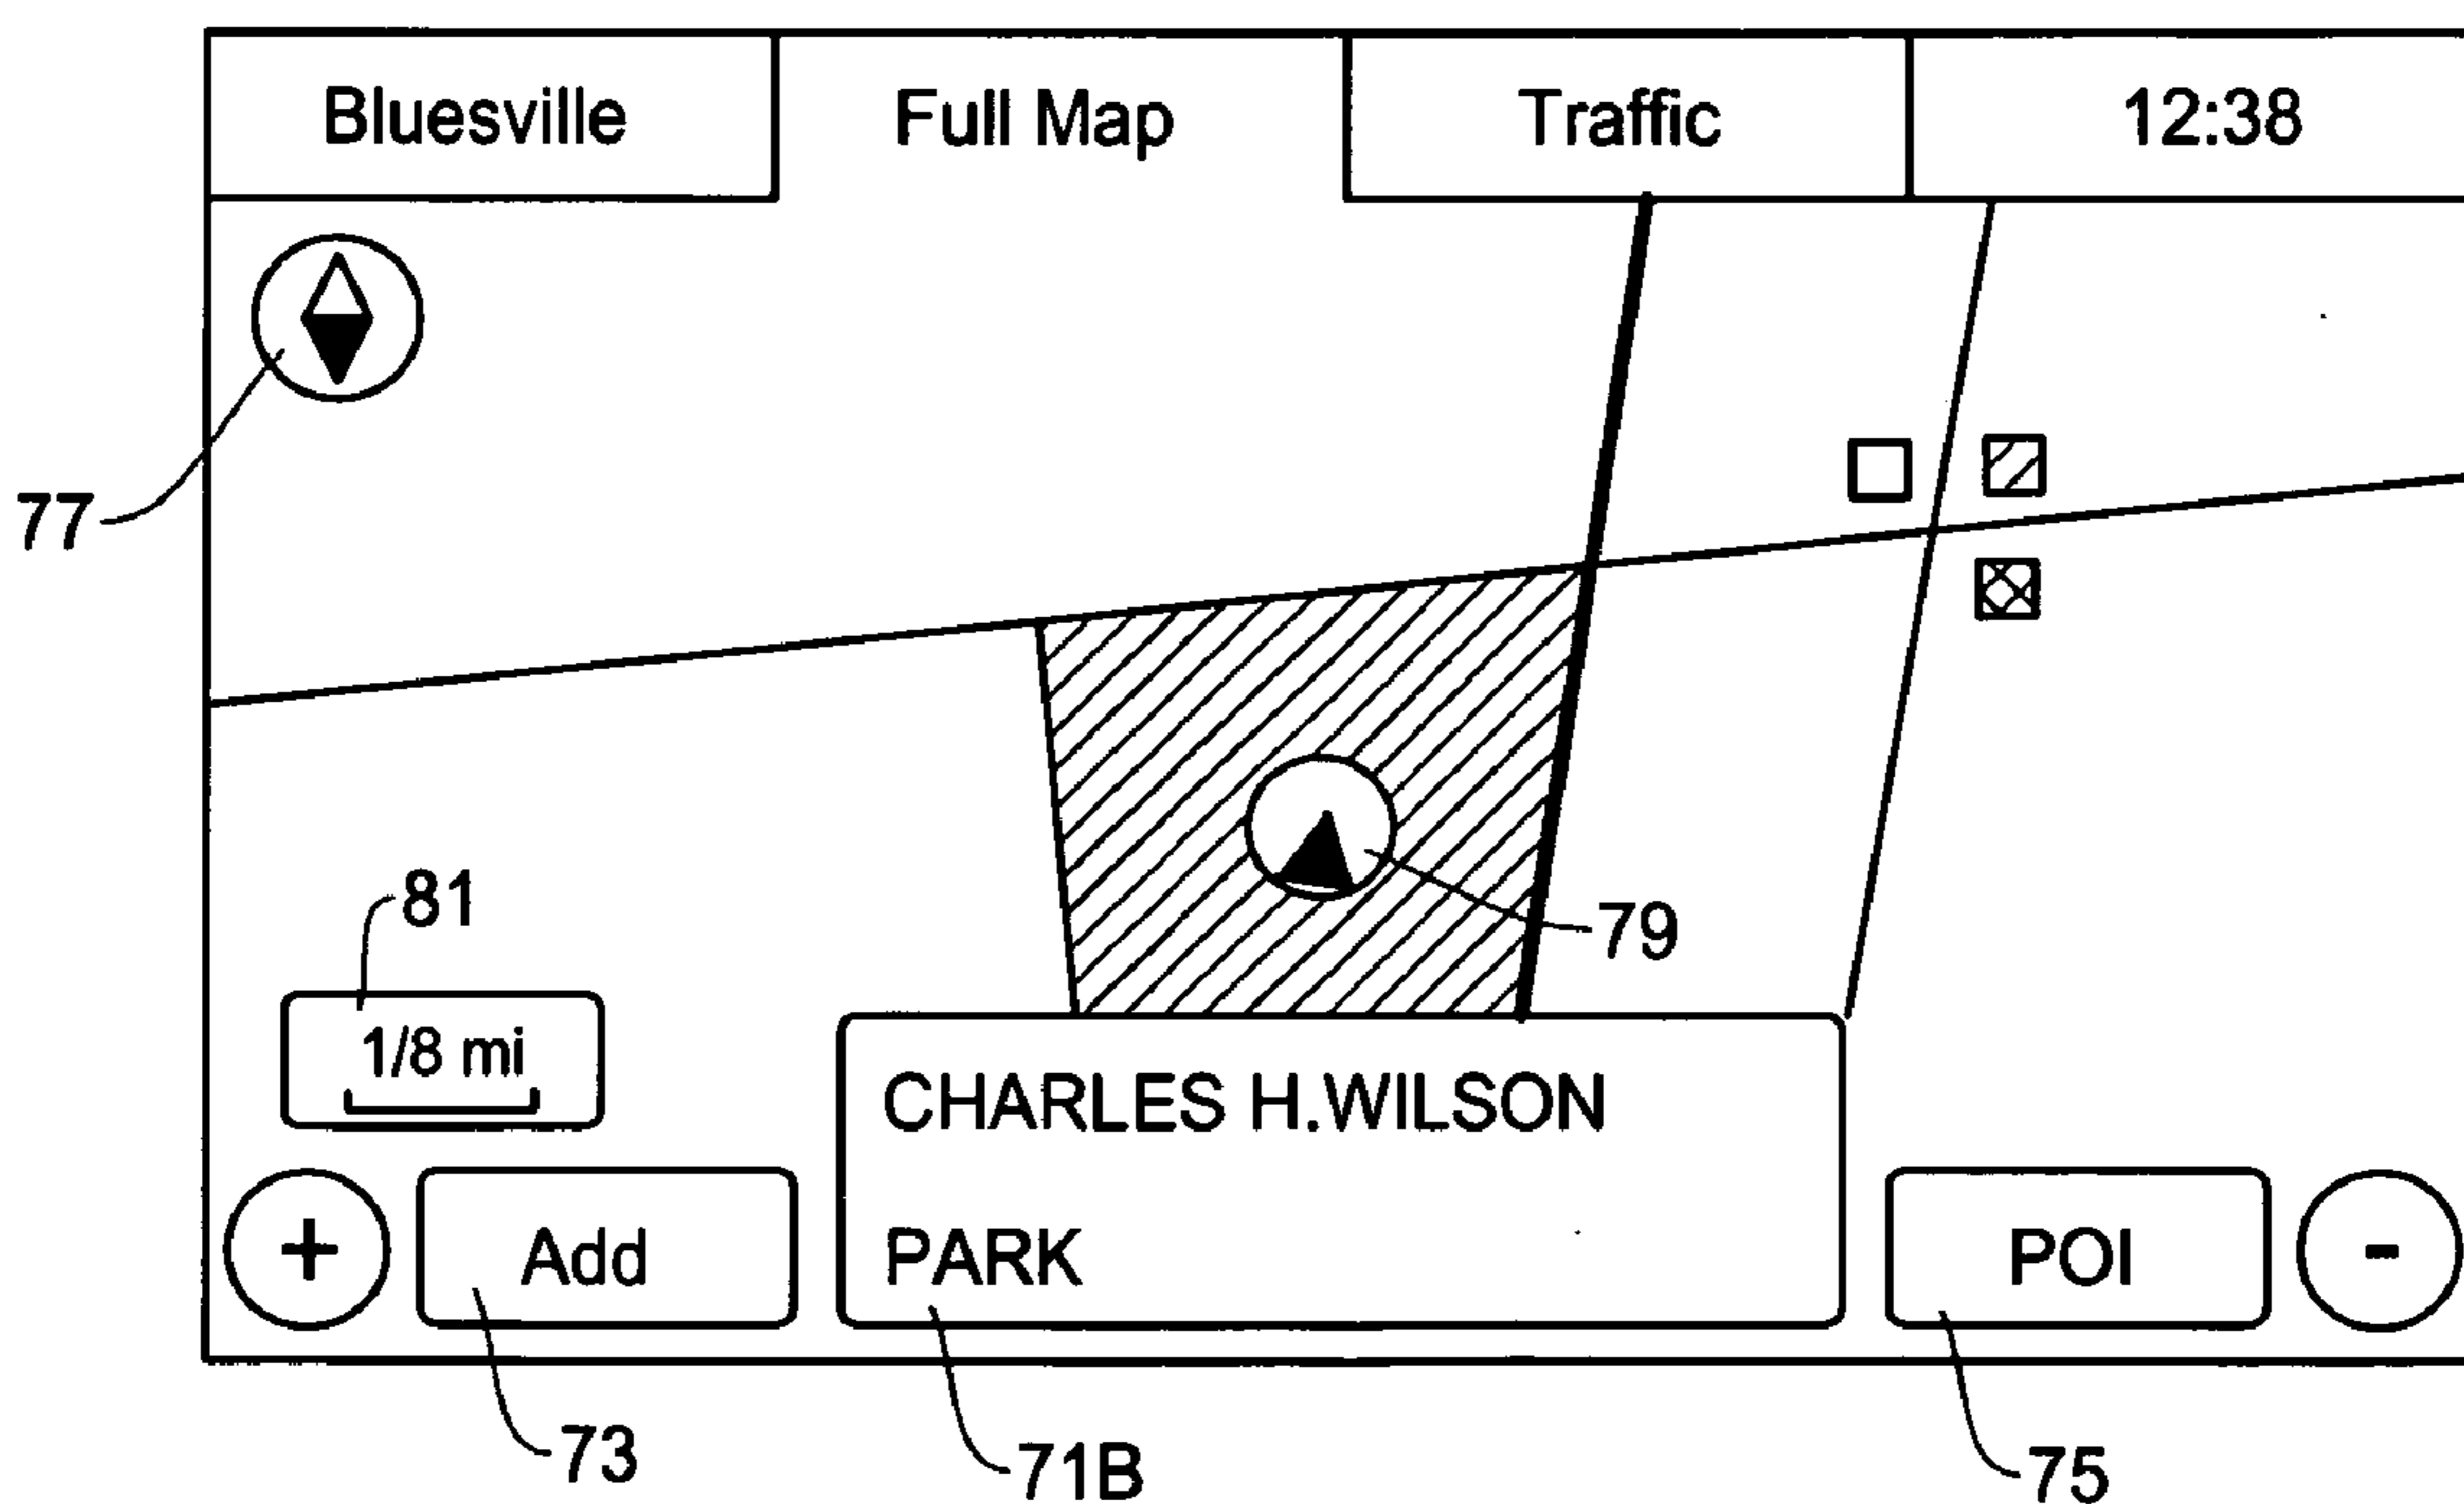 Bluesville Full Map Traffic 12:38
77
81
79
1/8 mi
CHARLES H.WILSON
PARK
+ Add POI -
73 71B 75